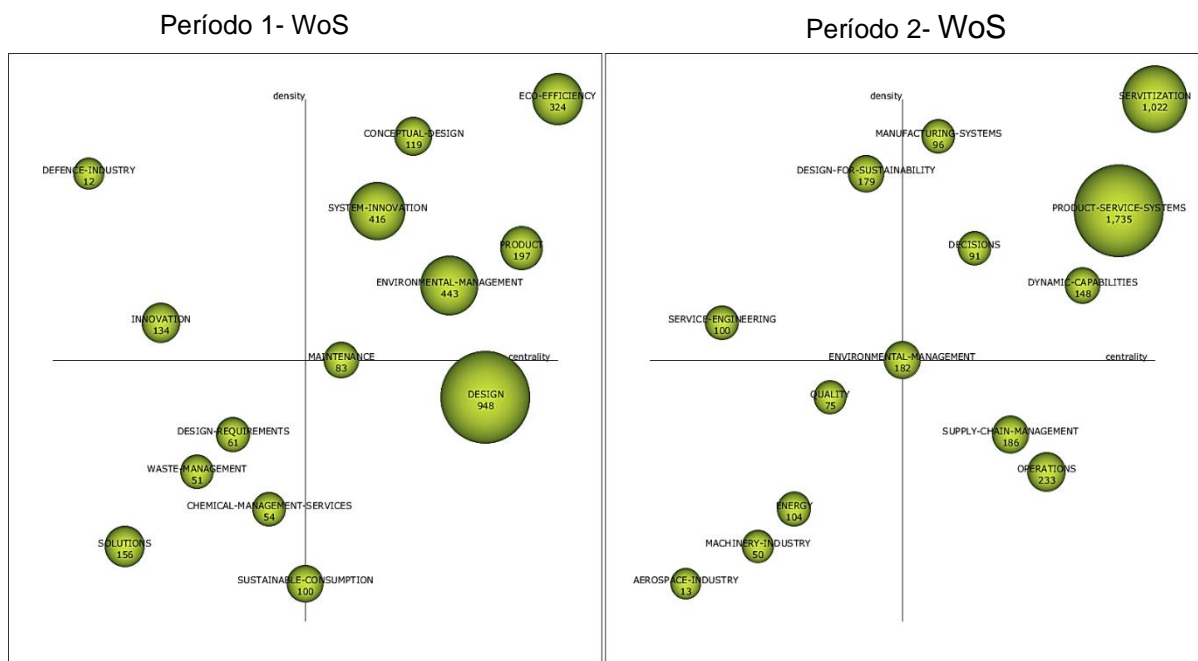 Período 1- WoS
density
ECO-EFFICIENCY
324
CONCEPTUAL-DESIGN
119
DEFENCE-INDUSTRY
12
SYSTEM-INNOVATION
416
PRODUCT
197
ENVIRONMENTAL-MANAGEMENT
443
INNOVATION
134
MAINTENANCE
83
centrality
DESIGN
948
DESIGN-REQUIREMENTS
61
WASTE-MANAGEMENT
51
CHEMICAL-MANAGEMENT-SERVICES
54
SOLUTIONS
156
SUSTAINABLE-CONSUMPTION
100
Período 2- WoS
density
SERVITIZATION
1,022
MANUFACTURING-SYSTEMS
96
DESIGN-FOR-SUSTAINABILITY
179
PRODUCT-SERVICE-SYSTEMS
1,735
DECISIONS
91
DYNAMIC-CAPABILITIES
148
SERVICE-ENGINEERING
100
ENVIRONMENTAL-MANAGEMENT
182
centrality
QUALITY
75
SUPPLY-CHAIN-MANAGEMENT
186
OPERATIONS
233
ENERGY
104
MACHINERY-INDUSTRY
50
AEROSPACE-INDUSTRY
13